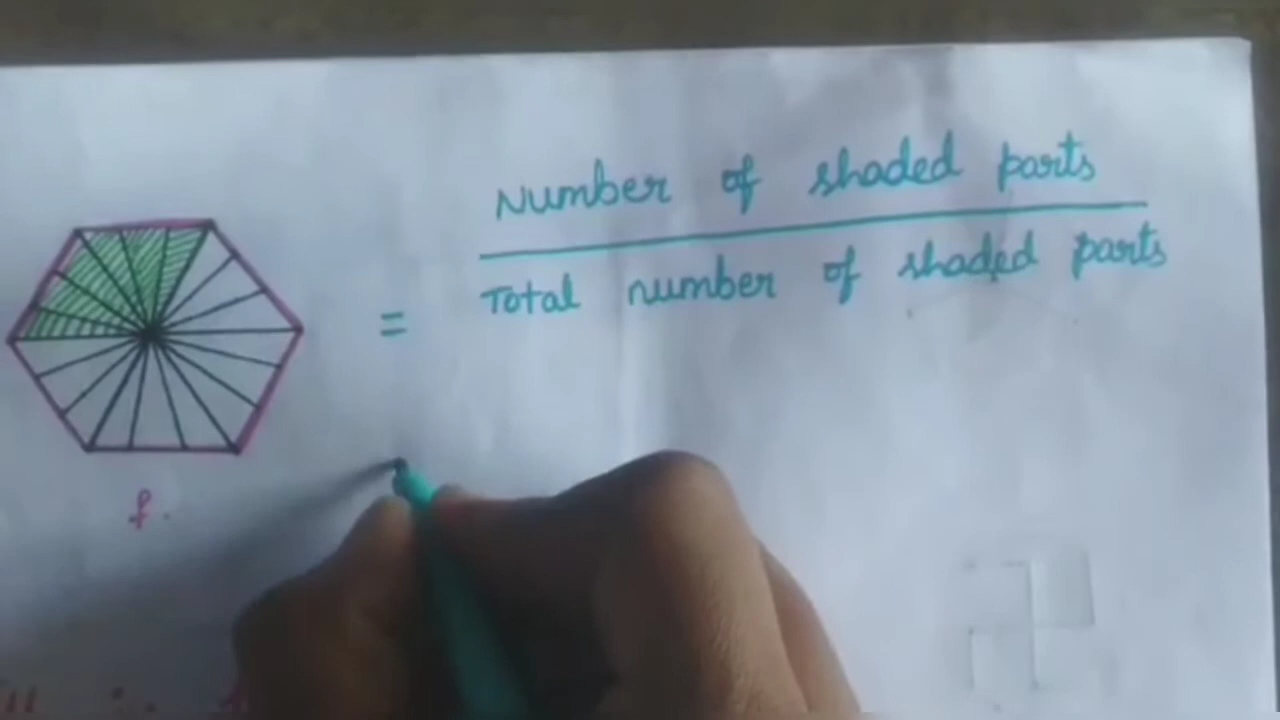 Number of shaded parts
Total number of shaded parts
=
f.